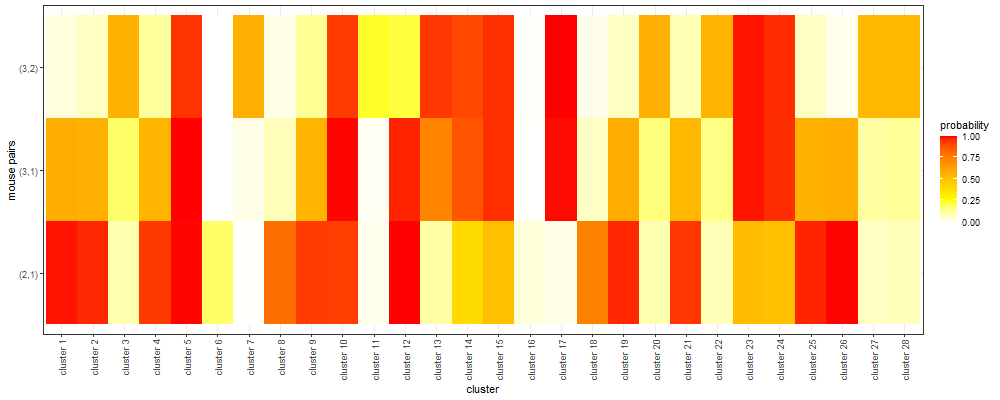 mouse pairs
(3,2)
(3,1)
(2,1)
cluster 1
cluster 2
cluster 3
cluster 4
cluster 5
cluster 6
cluster 7
cluster 8
cluster 9
cluster 10
cluster 11
cluster 12
cluster 13
cluster 14
cluster 15
cluster 16
cluster 17
cluster 18
cluster 19
cluster 20
cluster 21
cluster 22
cluster 23
cluster 24
cluster 25
cluster 26
cluster 27
cluster 28
cluster
probability
1.00
0.75
0.50
0.25
0.00